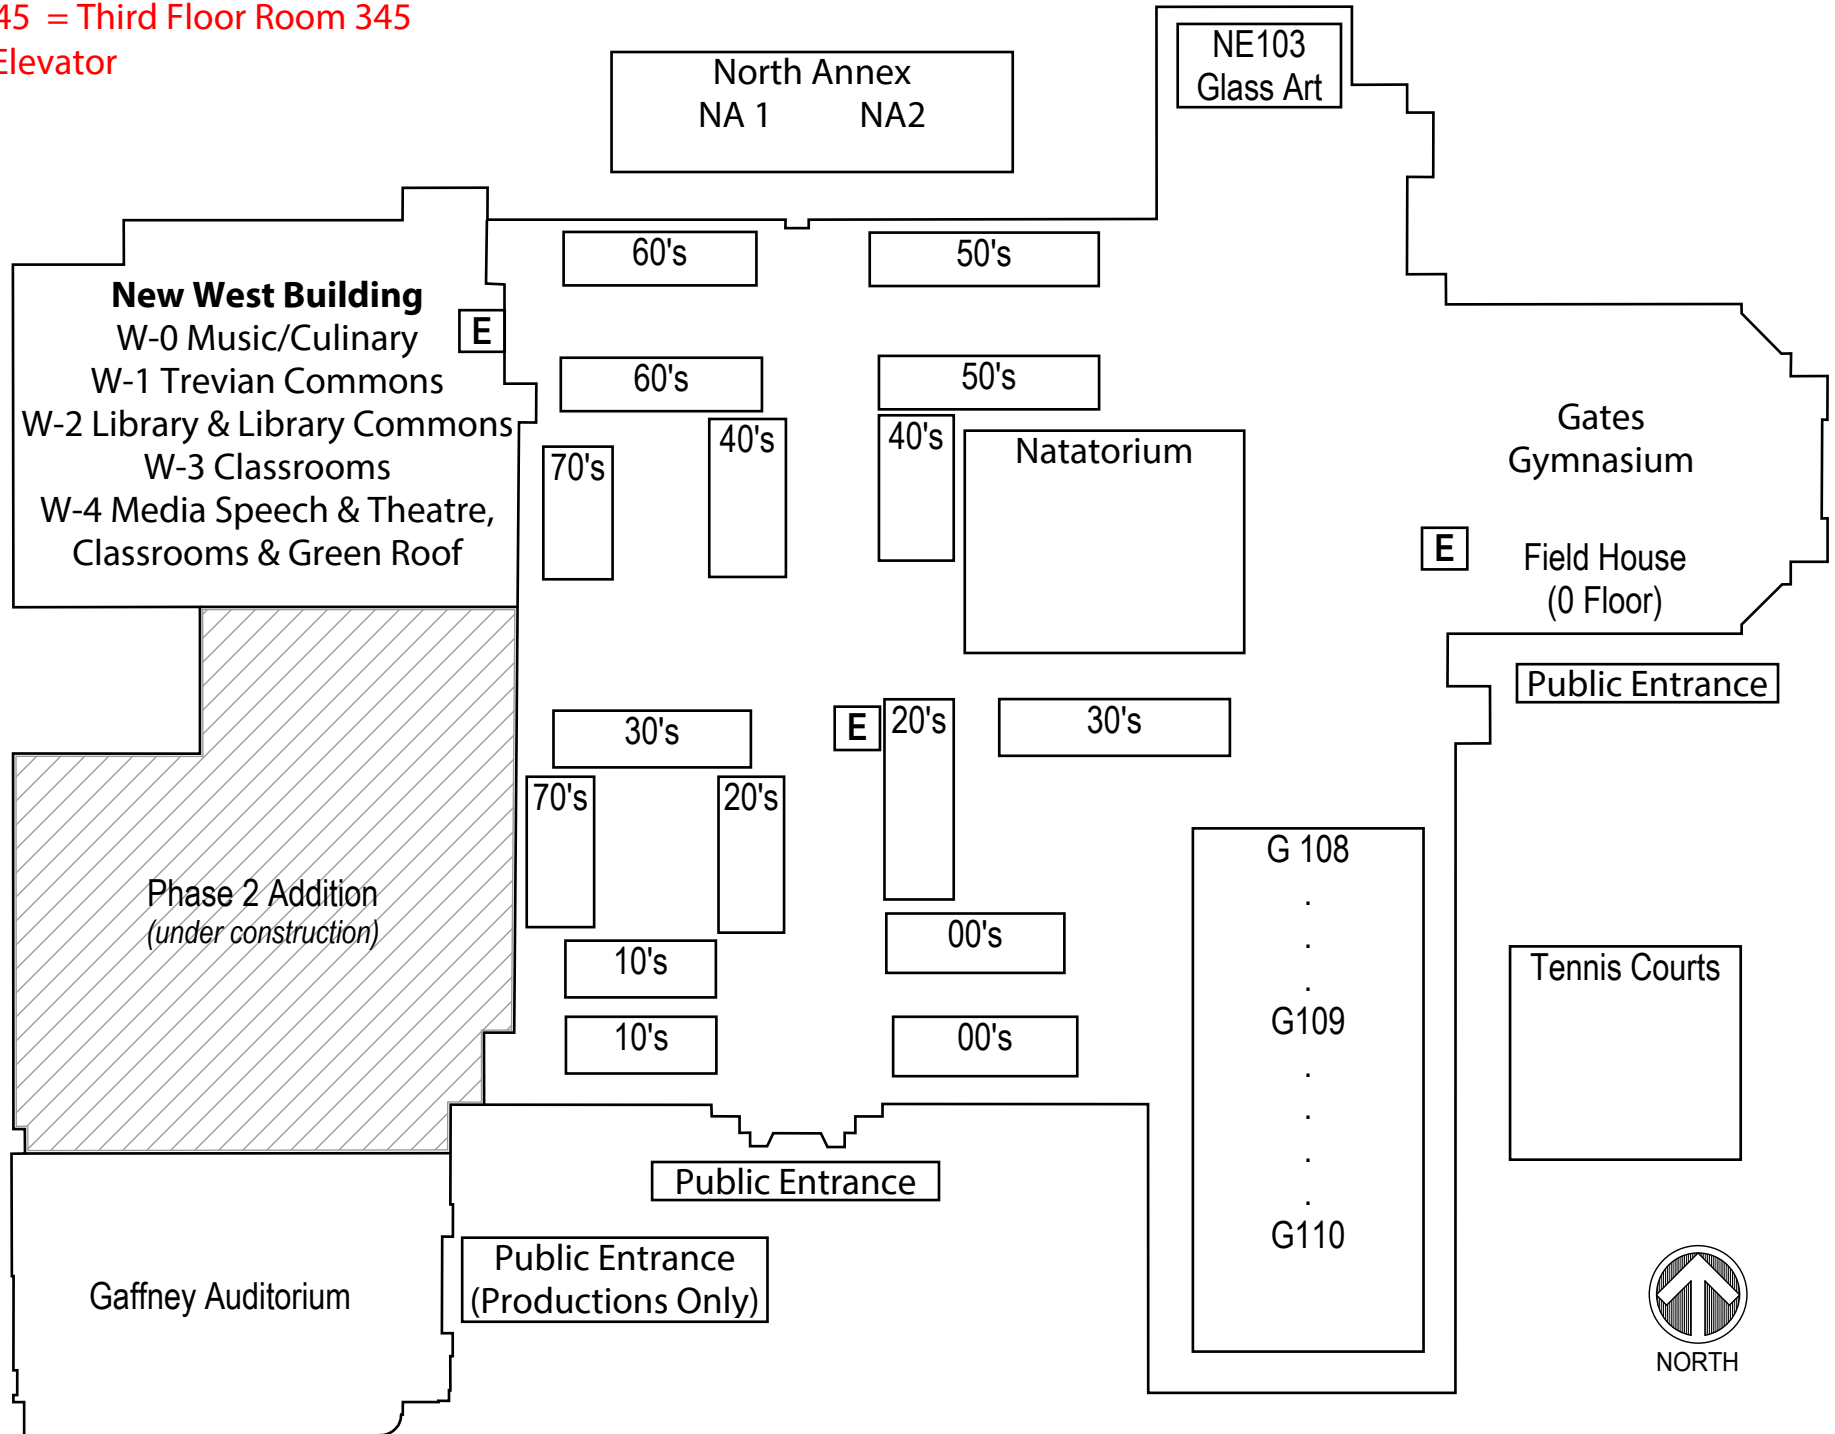 45 = Third Floor Room 345
Elevator
North Annex
NA 1 NA2
NE103
Glass Art
60's
50's
New West Building
W-0 Music/Culinary
W-1 Trevian Commons
W-2 Library & Library Commons
W-3 Classrooms
W-4 Media Speech & Theatre,
Classrooms & Green Roof
E
60's
50's
70's
40's
40's
Natatorium
Gates
Gymnasium
E
Field House
(0 Floor)
Public Entrance
30's
E
20's
30's
70's
20's
Phase 2 Addition
(under construction)
10's
00's
10's
00's
G 108
.
.
.
G109
.
.
.
.
G110
Tennis Courts
Public Entrance
Public Entrance
(Productions Only)
Gaffney Auditorium
NORTH